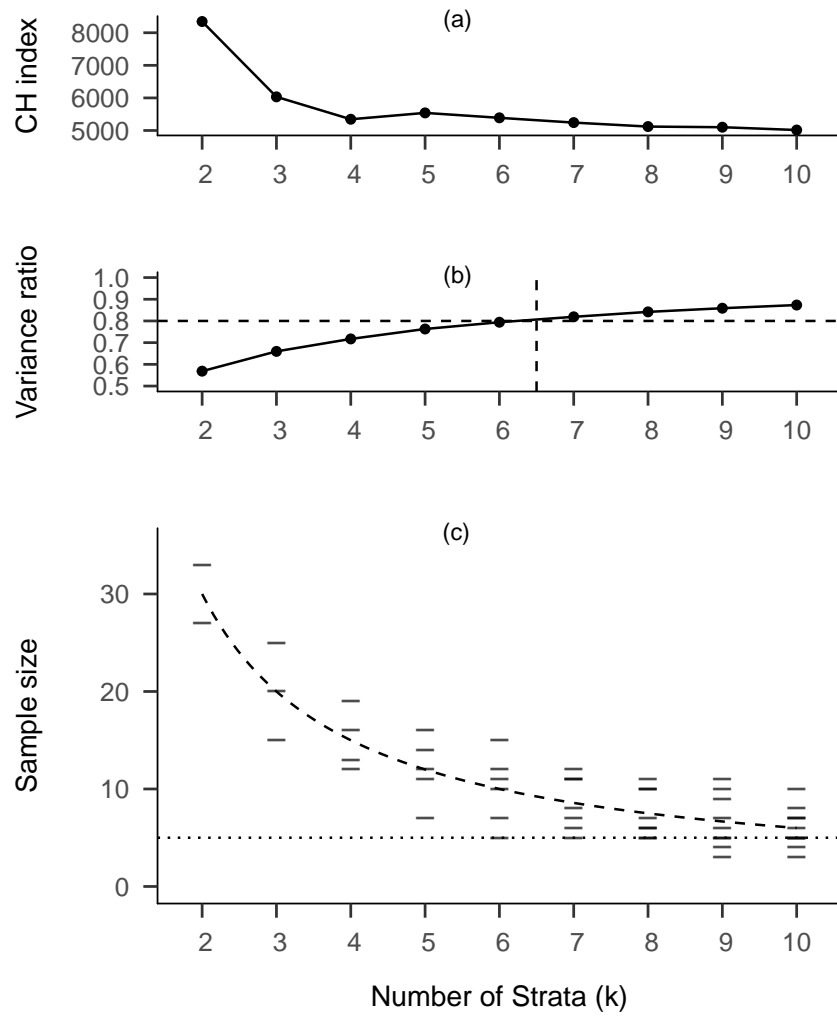 (a)
CH index
8000
7000
6000
5000
2 3 4 5 6 7 8 9 10
(b)
Variance ratio
1.0
0.9
0.8
0.7
0.6
0.5
2 3 4 5 6 7 8 9 10
(c)
Sample size
30
20
10
0
2 3 4 5 6 7 8 9 10
Number of Strata (k)